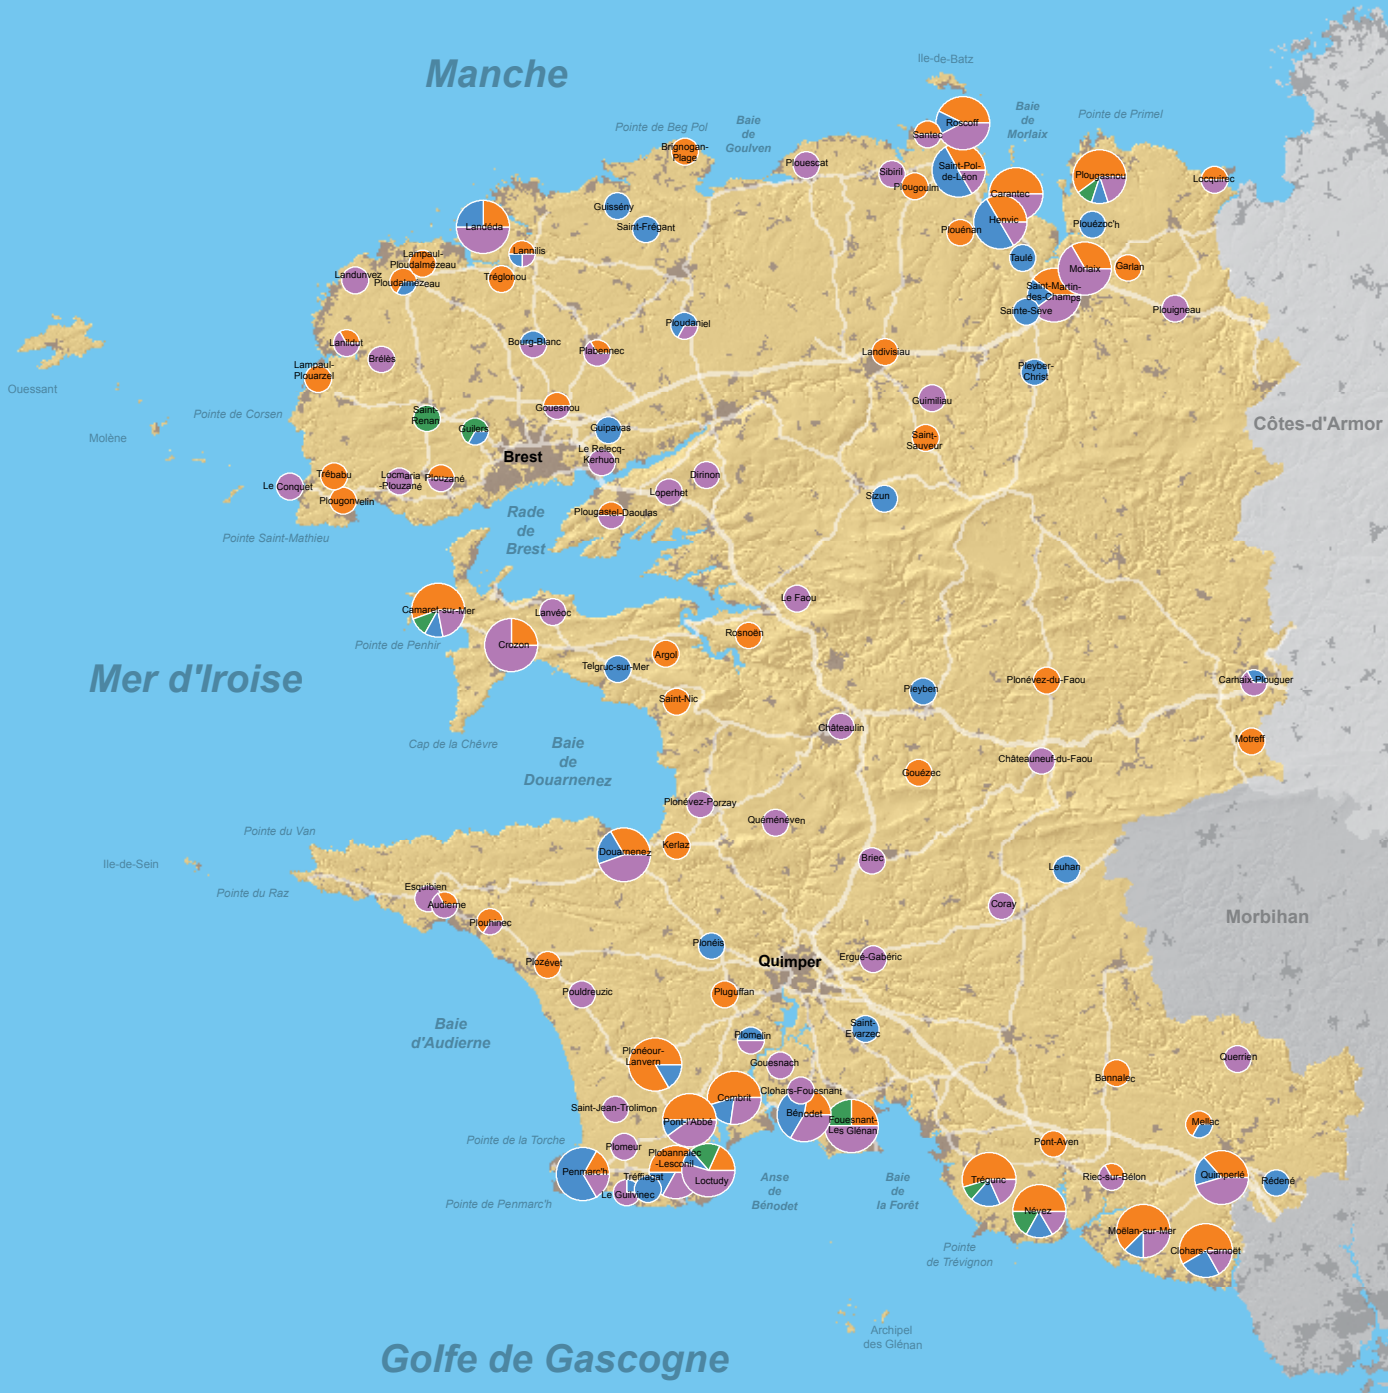 Manche
Ile-de-Batz
Pointe de Beg Pol
Baie
de
Goulven
Baie
de
Morlaix
Pointe de Primel
Roscoff
Santec
Brignogan-
Plage
Plouescat
Sibiril
Plougoulm
Saint-Pol-
de-Léon
Plougasnou
Locquirec
Carantec
Henvic
Plouénan
Plouézoc'h
Guissény
Saint-Frégant
Landéda
Lannilis
Lampaul-
Ploudalmézeau
Landunvez
Ploudalmézeau
Tréglonou
Taulé
Morlaix
Garlan
Saint-Martin-
des-Champs
Sainte-Sève
Plouigneau
Ploudaniel
Lanildut
Brélès
Bourg-Blanc
Plabennec
Landivisiau
Pleyber-
Christ
Lampaul-
Plouarzel
Ouessant
Guimiliau
Pointe de Corsen
Saint-
Renan
Gouesnou
Guilers
Guipavas
Saint-
Sauveur
Côtes-d'Armor
Molène
Brest
Le Relecq-
Kerhuon
Trébabu
Le Conquet
Locmaria
-Plouzané
Plouzané
Dirinon
Loperhet
Sizun
Plougonvelin
Plougastel-Daoulas
Rade
de
Brest
Pointe Saint-Mathieu
Camaret-sur-Mer
Lanvéoc
Le Faou
Pointe de Penhir
Crozon
Rosnoën
Argol
Telgruc-sur-Mer
Mer d'Iroise
Saint-Nic
Pleyben
Plonévez-du-Faou
Carhaix-Plouguer
Cap de la Chèvre
Châteaulin
Motreff
Baie
de
Douarnenez
Gouézec
Châteauneuf-du-Faou
Plonévez-Porzay
Quéménéven
Pointe du Van
Ile-de-Sein
Douarnenez
Kerlaz
Briec
Leuhan
Pointe du Raz
Esquibien
Audierne
Plouhinec
Coray
Morbihan
Plonéis
Plozévet
Quimper
Ergué-Gabéric
Pouldreuzic
Pluguffan
Baie
d'Audierne
Plomelin
Saint-
Evarzec
Plonéour-
Lanvern
Gouesnach
Querrien
Bannalec
Clohars-Fouesnant
Combrit
Saint-Jean-Trolimon
Pont-l'Abbé
Bénodet
Fouesnant-
Les Glénan
Mellac
Pointe de la Torche
Plomeur
Pont-Aven
Plobannalec
-Lesconil
Penmarc'h
Tréffiagat
Loctudy
Le Guilvinec
Pointe de Penmarc'h
Anse
de
Bénodet
Baie
de
la Forêt
Trégunc
Riec-sur-Bélon
Quimperlé
Rédené
Névez
Moëlan-sur-Mer
Clohars-Carnoët
Pointe
de Trévignon
Archipel
des Glénan
Golfe de Gascogne